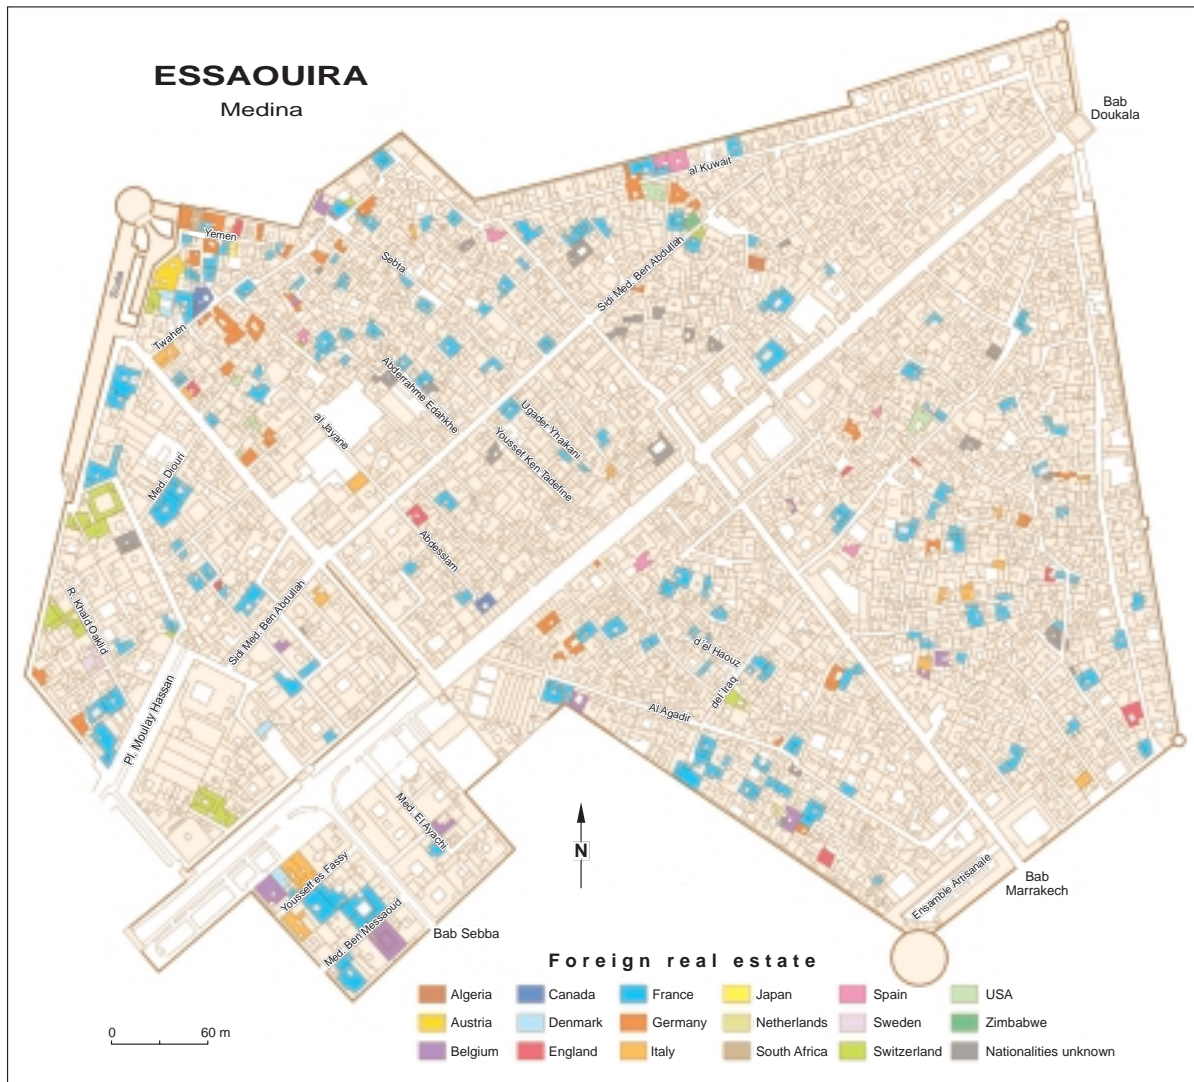 ESSAOUIRA
Medina
Bab
Doukala
al Kuwait
Yemen
Sebta
Sidi Med. Ben Abdullah
Twahen
Abderrahme Edahkhe
al Jayane
Ugader Yhaikani
Youssef Ken Tadefine
Med. Diouri
Abdesslam
R. Khalid Oaklid
Sidi Med. Ben Abdullah
d'el Haouz
del Iraq
Al Agadir
Pl. Moulay Hassan
Med. El Ayachi
N
Youseff es Fassy
Med. Ben Messaoud
Ensamble Artisanale
Bab
Marrakech
Bab Sebba
Foreign real estate
Algeria
Canada
France
Japan
Spain
USA
Austria
Denmark
Germany
Netherlands
Sweden
Zimbabwe
Belgium
England
Italy
South Africa
Switzerland
Nationalities unknown
0 60 m